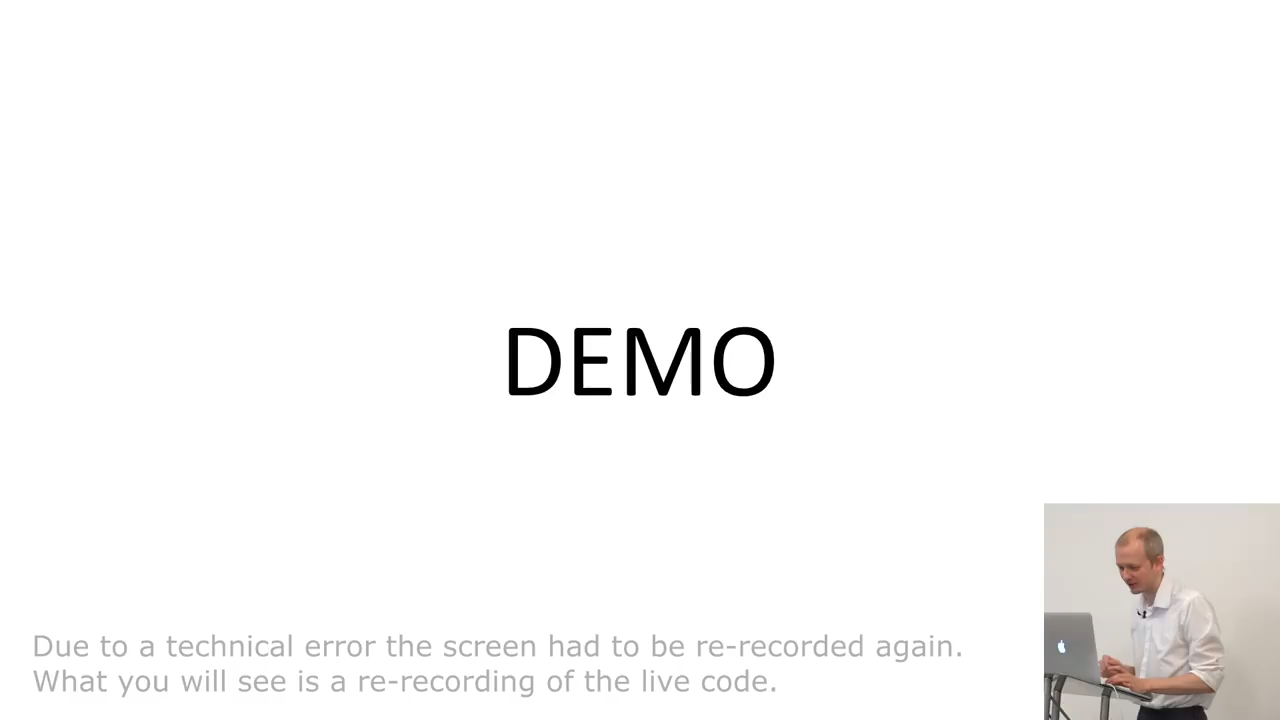 DEMO
Due to a technical error the screen had to be re-recorded again.
What you will see is a re-recording of the live code.